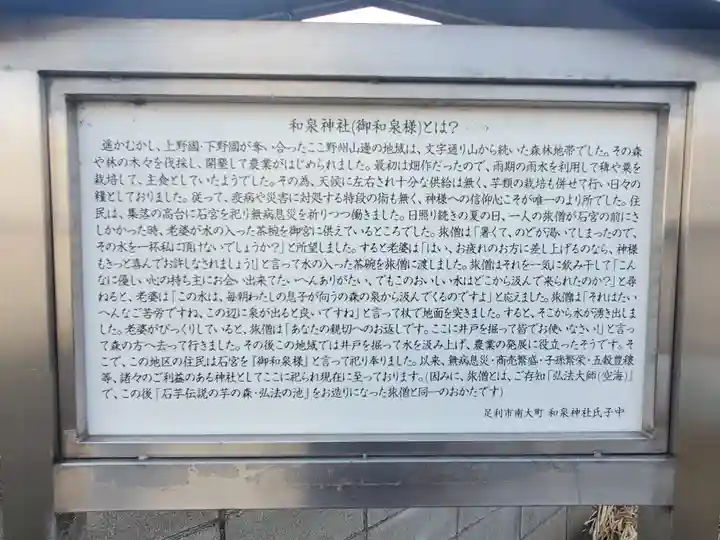 和泉神社(御和泉様)とは?
遙かむかし、上野國・下野國が奪い合ったここ野州山邊の地域は、文字通り山から続いた森林地帯でした。その森
や林の木々を伐採し、開墾して農業がはじめられました。最初は畑作だったので、雨期の雨水を利用して稗や粟を
栽培して、主食としていたようでした。その為、天候に左右され十分な供給は無く、芋類の栽培も併せて行い日々の
糧としておりました。従って、疫病や災害に対処する特段の術も無く、神様への信仰心こそが唯一のより所でした。住
民は、集落の高台に石宮を祀り無病息災を祈りつつ働きました。日照り続きの夏の日、一人の旅僧が石宮の前にさ
しかかった時、老婆が水の入った茶碗を御宮に供えているところでした。旅僧は「暑くて、のどが渇いてしまったので、
その水を一杯私に頂けないでしょうか?」と所望しました。すると老婆は「はい、お疲れのお方に差し上げるのなら、神様
もきっと喜んでお許しなされましょう!」と言って水の入った茶碗を旅僧に渡しました。旅僧はそれを一気に飲み干して「こん
なに優しい心の持ち主にお会い出来てたいへんありがたい、でもこのおいしい水はどこから汲んで来られたのか?」と尋
ねると、老婆は「この水は、毎朝わたしの息子が向うの森の泉から汲んでくるのですよ」と応えました。旅僧は「それはたい
へんなご苦労ですね、この辺に泉が出ると良いですね」と言って杖で地面を突きました。すると、そこから水が湧き出しま
した。老婆がびっくりしていると、旅僧は「あなたの親切へのお返しです。ここに井戸を掘って皆でお使いなさい!」と言っ
て森の方へ去って行きました。その後この地域では井戸を掘って水を汲み上げ、農業の発展に役立ったそうです。そ
こで、この地区の住民は石宮を『御和泉様』と言って祀り奉りました。以来、無病息災・商売繁盛・子孫繁栄・五穀豊穣
等、諸々のご利益のある神社としてここに祀られ現在に至っております。(因みに、旅僧とは、ご存知「弘法大師(空海)」
で、この後「石芋伝説の芋の森・弘法の池」をお造りになった旅僧と同一のおかたです)
足利市南大町 和泉神社氏子中